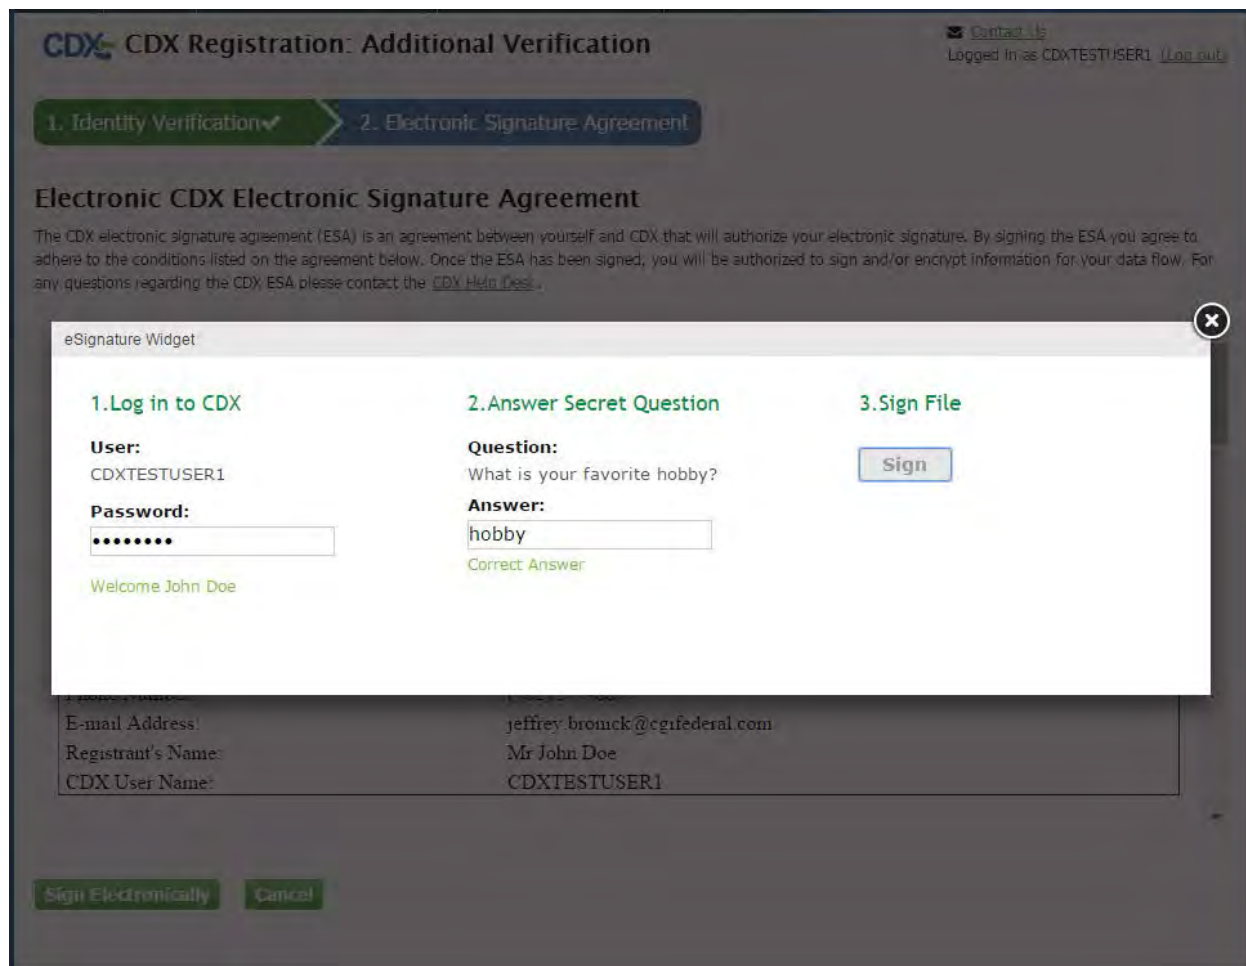 CDX CDX Registration: Additional Verification
Contact Us
Logged in as CDXTESTUSER1 (Log out)
1. Identity Verification✔
2. Electronic Signature Agreement
Electronic CDX Electronic Signature Agreement
The CDX electronic signature agreement (ESA) is an agreement between yourself and CDX that will authorize your electronic signature. By signing the ESA you agree to
adhere to the conditions listed on the agreement below. Once the ESA has been signed, you will be authorized to sign and/or encrypt information for your data flow. For
any questions regarding the CDX ESA please contact the CDX Help Desk.
eSignature Widget
1.Log in to CDX
User:
CDXTESTUSER1
Password:
••••••••
Welcome John Doe
2.Answer Secret Question
Question:
What is your favorite hobby?
Answer:
hobby
Correct Answer
3.Sign File
Sign
E-mail Address: jeffrey.bronick@cgifederal.com
Registrant's Name: Mr John Doe
CDX User Name: CDXTESTUSER1
Sign Electronically
Cancel